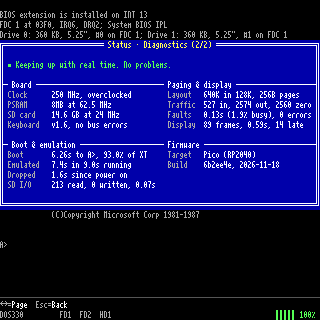 BIOS extension is installed on INT 13
FDC 1 at 03F0, IRQ6, DRQ2; System BIOS IPL
Drive 0: 360 KB, 5.25", #0 on FDC 1; Drive 1: 360 KB, 5.25", #1 on FDC 1
Status · Diagnostics (2/2)
Keeping up with real time. No problems.
Board
Clock 250 MHz, overclocked
PSRAM 8MB at 62.5 MHz
SD card 14.6 GB at 24 MHz
Keyboard v1.6, no bus errors
Paging & display
Layout 640K in 128K, 256B pages
Traffic 527 in, 2574 out, 2560 zero
Faults 0.13s (1.9% busy), 0 errors
Display 89 frames, 0.59s, 14 late
Boot & emulation
Boot 6.26s to A>, 93.0% of XT
Emulated 7.4s in 9.0s running
Dropped 1.6s since power on
SD I/O 213 read, 0 written, 0.07s
Firmware
Target Pico (RP2040)
Build 6b2ee4e, 2026-11-18
(C)Copyright Microsoft Corp 1981-1987
A>
↔=Page Esc=Back
DOS330 FD1 FD2 HD1 100%